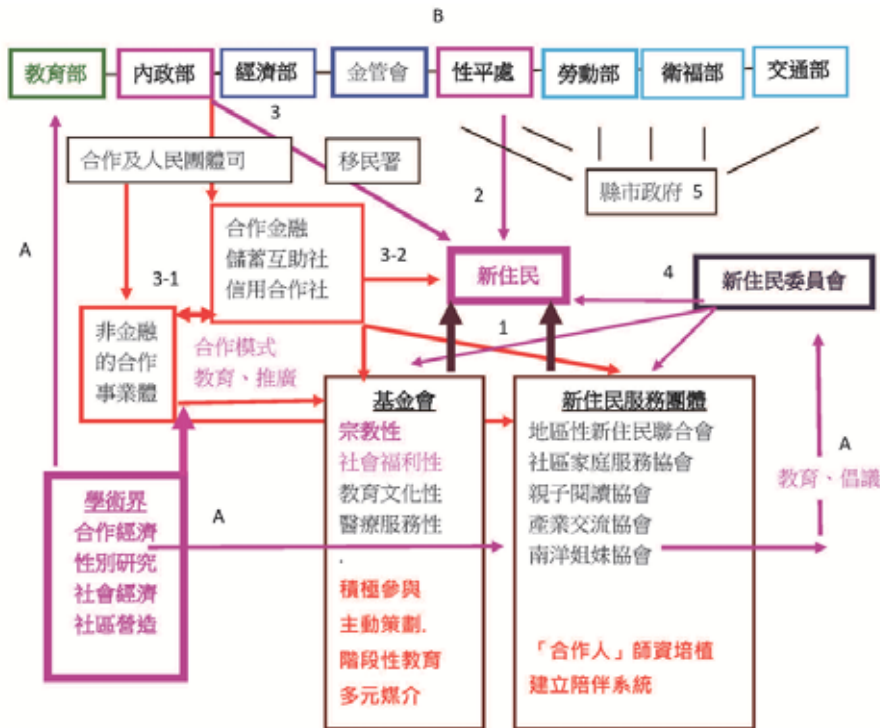 B
教育部
內政部
經濟部
金管會
性平處
勞動部
衛福部
交通部
3
合作及人民團體司
移民署
縣市政府 5
2
A
合作金融
儲蓄互助社
信用合作社
3-2
3-1
新住民
4
新住民委員會
1
非金融
的合作
事業體
合作模式
教育、推廣
基金會
宗教性
社會福利性
教育文化性
醫療服務性
.
積極參與
主動策劃.
階段性教育
多元媒介
新住民服務團體
地區性新住民聯合會
社區家庭服務協會
親子閱讀協會
產業交流協會
南洋姐妹協會
「合作人」師資培植
建立陪伴系統
A
教育、倡議
學術界
合作經濟
性別研究
社會經濟
社區營造
A